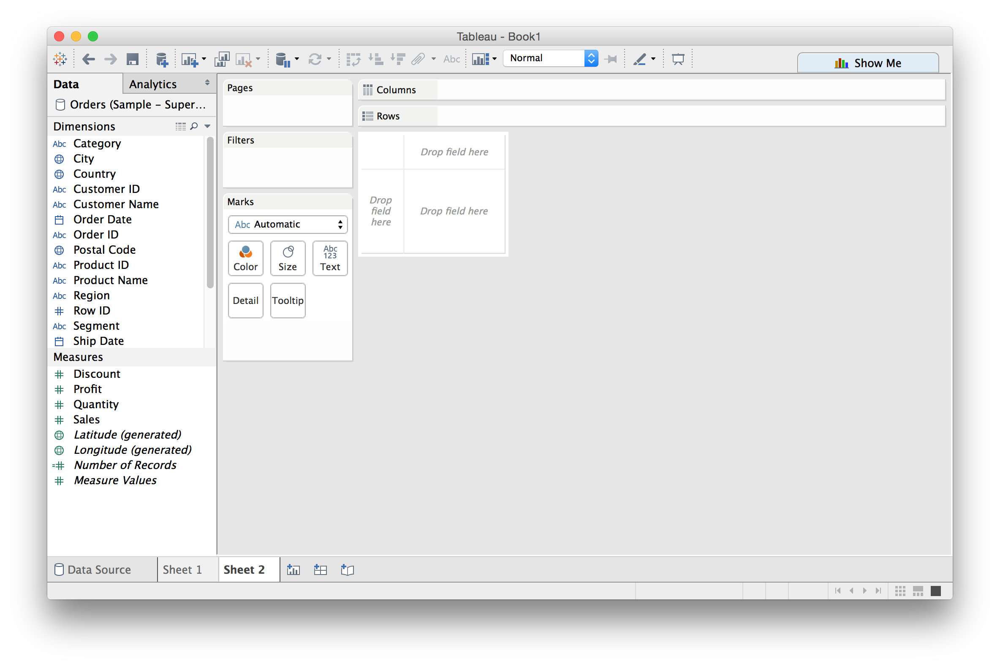 Tableau - Book1
Abc
Normal
Show Me
Data
Analytics
Orders (Sample – Super...
Dimensions
Abc Category
City
Country
Abc Customer ID
Abc Customer Name
Order Date
Abc Order ID
Postal Code
Abc Product ID
Abc Product Name
Abc Region
# Row ID
Abc Segment
Ship Date
Measures
# Discount
# Profit
# Quantity
# Sales
Latitude (generated)
Longitude (generated)
=# Number of Records
# Measure Values
Pages
Filters
Marks
Abc Automatic
Color
Size
Abc
123
Text
Detail
Tooltip
Columns
Rows
Drop field here
Drop
field
here
Drop field here
Data Source
Sheet 1
Sheet 2